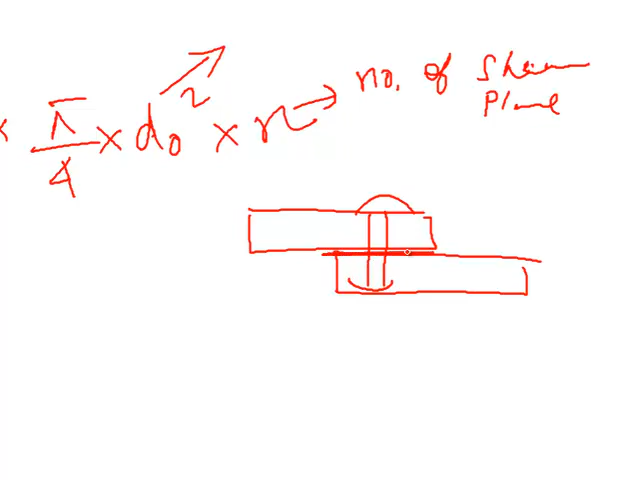 × π/4 × d₀² × n → no. of Shear
Plane